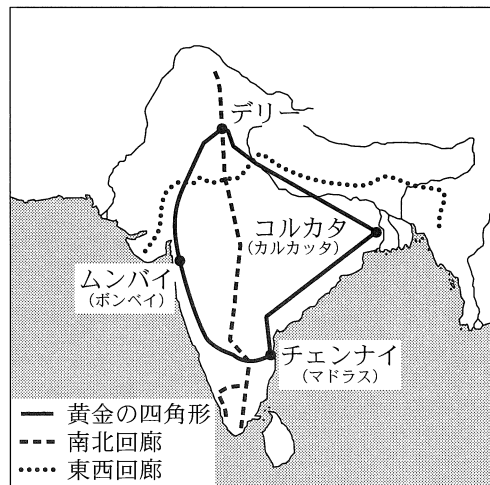 デリー
コルカタ
(カルカッタ)
ムンバイ
(ボンベイ)
チェンナイ
(マドラス)
黄金の四角形
南北回廊
東西回廊